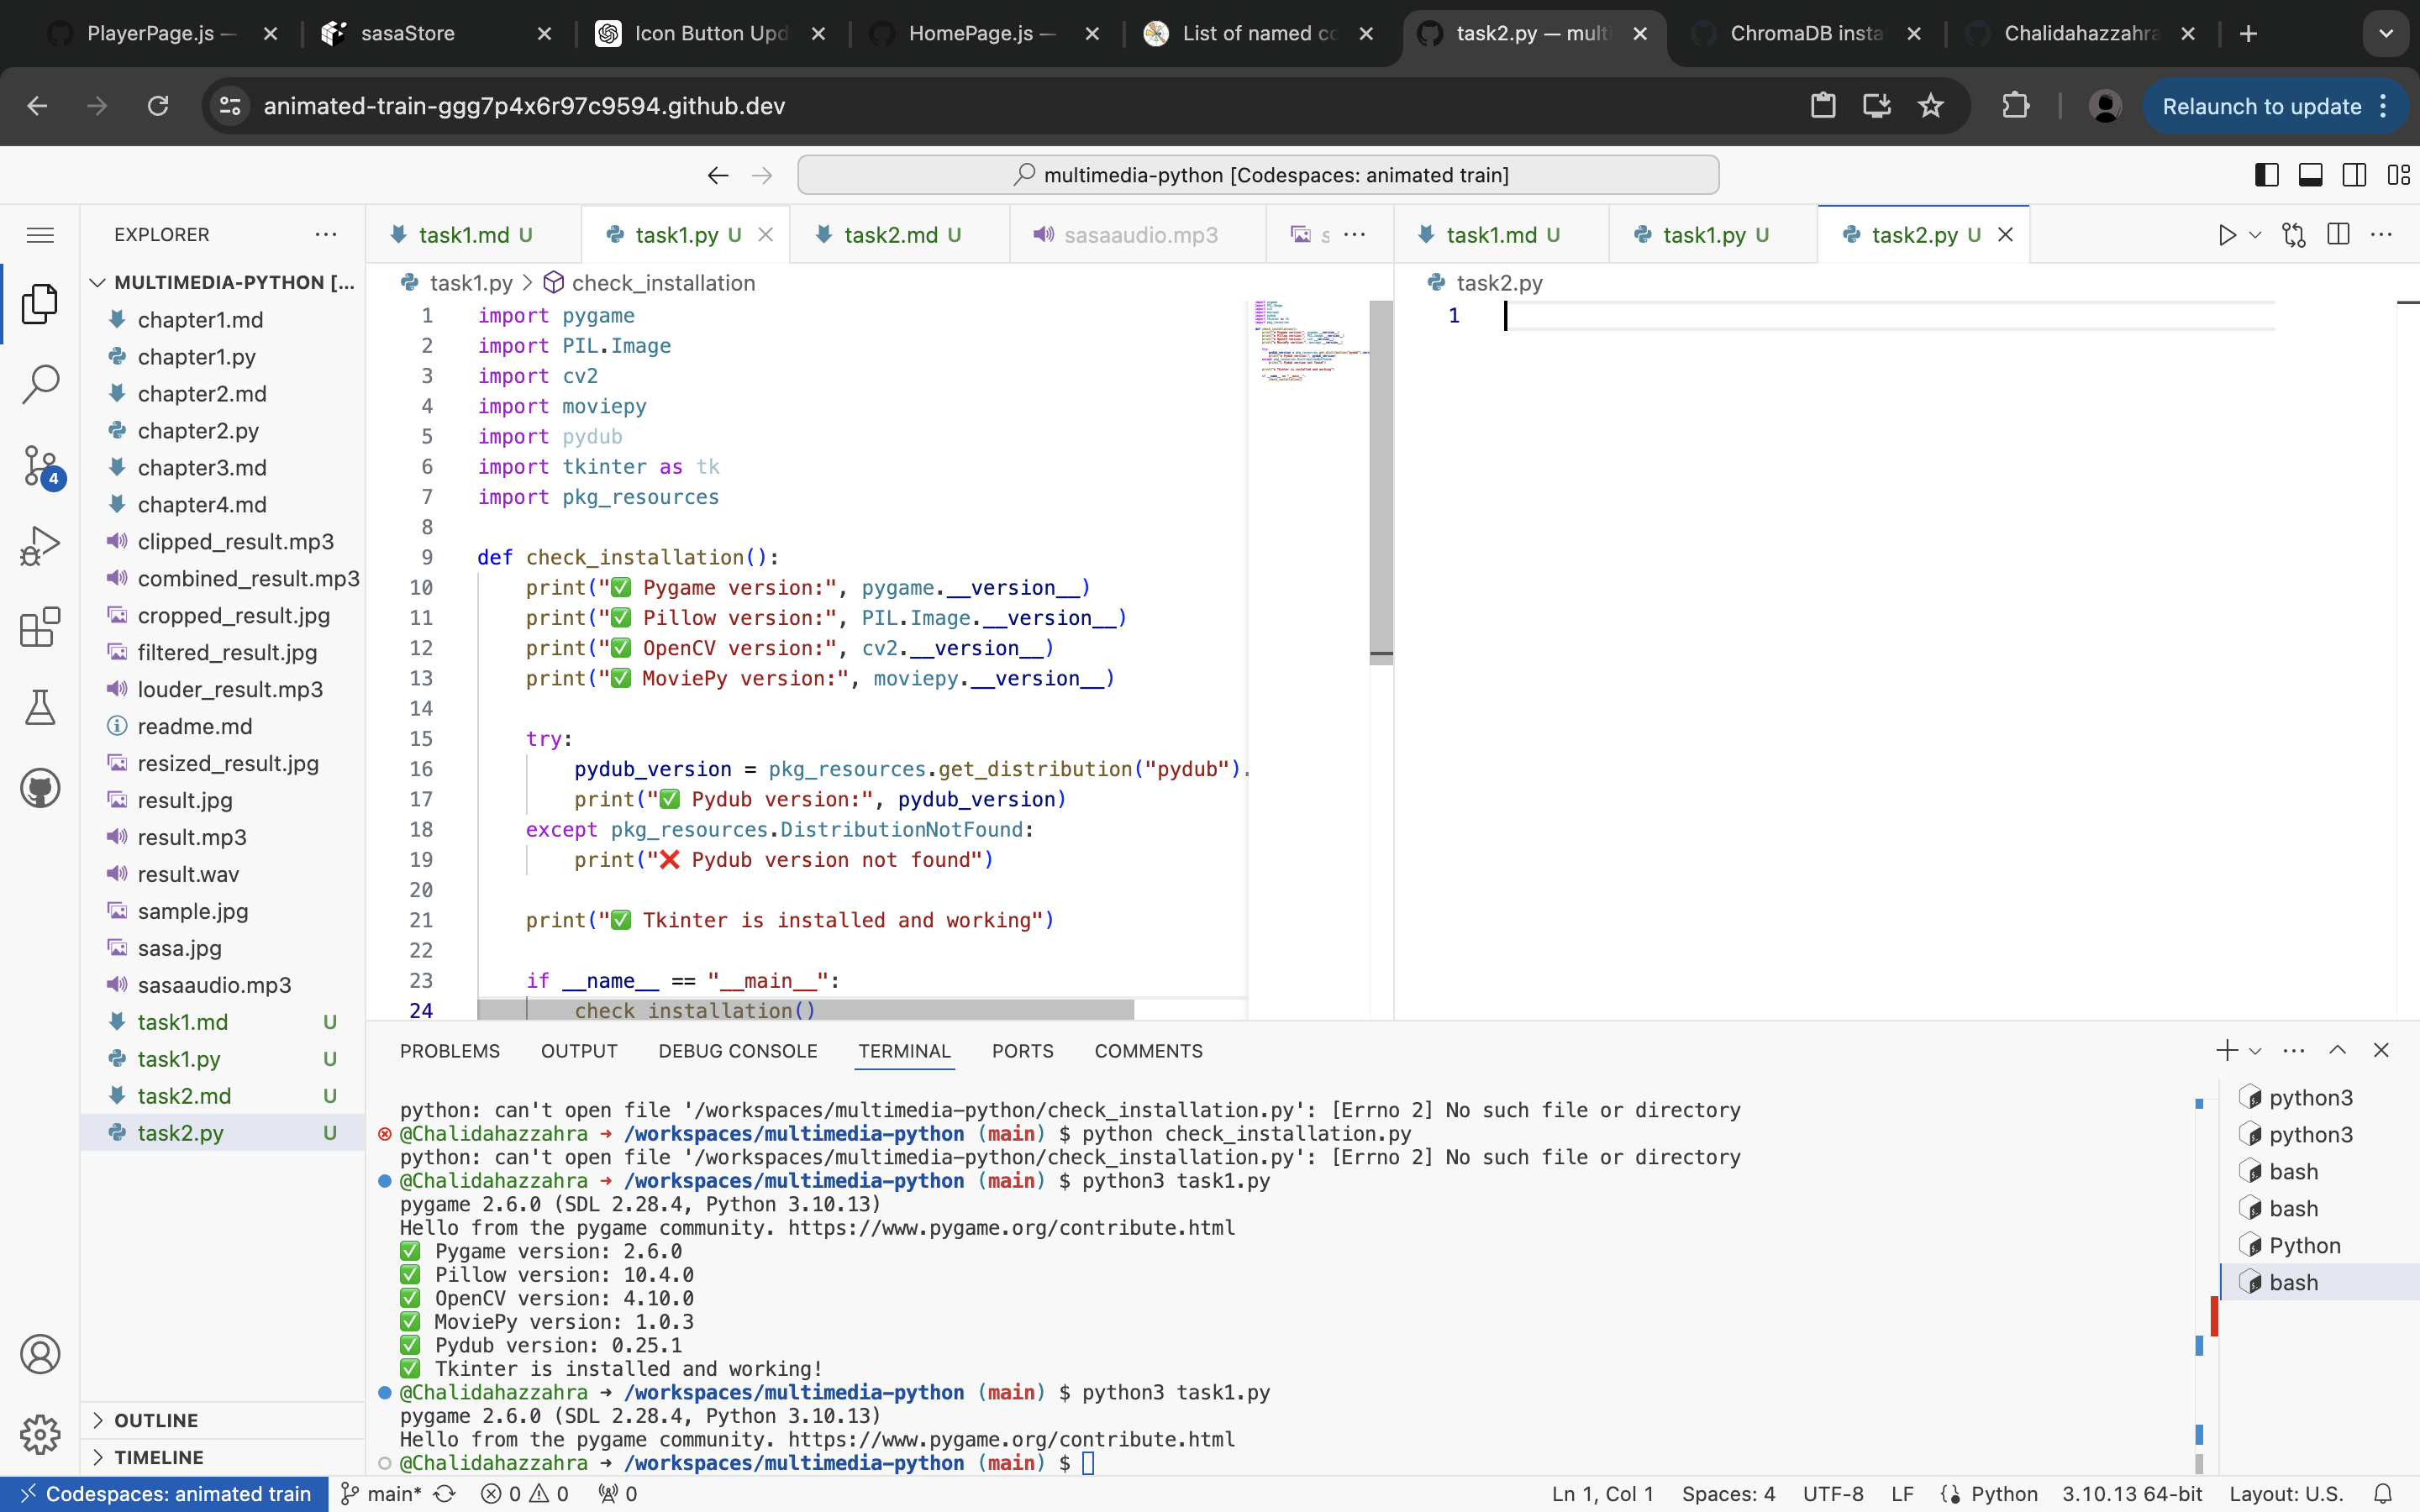 PlayerPage.js —
sasaStore
Icon Button Upd
HomePage.js —
List of named co
task2.py — multi
ChromaDB insta
Chalidahazzahra
animated-train-ggg7p4x6r97c9594.github.dev
Relaunch to update
multimedia-python [Codespaces: animated train]
EXPLORER
MULTIMEDIA-PYTHON [...
chapter1.md
chapter1.py
chapter2.md
chapter2.py
chapter3.md
chapter4.md
clipped_result.mp3
combined_result.mp3
cropped_result.jpg
filtered_result.jpg
louder_result.mp3
readme.md
resized_result.jpg
result.jpg
result.mp3
result.wav
sample.jpg
sasa.jpg
sasaaudio.mp3
task1.md U
task1.py U
task2.md U
task2.py U
OUTLINE
TIMELINE
4
task1.md U
task1.py U
task2.md U
sasaaudio.mp3
s
task1.py > check_installation
1 import pygame
2 import PIL.Image
3 import cv2
4 import moviepy
5 import pydub
6 import tkinter as tk
7 import pkg_resources
8
9 def check_installation():
10 print("✅ Pygame version:", pygame.__version__)
11 print("✅ Pillow version:", PIL.Image.__version__)
12 print("✅ OpenCV version:", cv2.__version__)
13 print("✅ MoviePy version:", moviepy.__version__)
14
15 try:
16 pydub_version = pkg_resources.get_distribution("pydub").
17 print("✅ Pydub version:", pydub_version)
18 except pkg_resources.DistributionNotFound:
19 print("❌ Pydub version not found")
20
21 print("✅ Tkinter is installed and working")
22
23 if __name__ == "__main__":
24 check_installation()
task1.md U
task1.py U
task2.py U
task2.py
1
PROBLEMS
OUTPUT
DEBUG CONSOLE
TERMINAL
PORTS
COMMENTS
python: can't open file '/workspaces/multimedia-python/check_installation.py': [Errno 2] No such file or directory
@Chalidahazzahra → /workspaces/multimedia-python (main) $ python check_installation.py
python: can't open file '/workspaces/multimedia-python/check_installation.py': [Errno 2] No such file or directory
@Chalidahazzahra → /workspaces/multimedia-python (main) $ python3 task1.py
pygame 2.6.0 (SDL 2.28.4, Python 3.10.13)
Hello from the pygame community. https://www.pygame.org/contribute.html
✅ Pygame version: 2.6.0
✅ Pillow version: 10.4.0
✅ OpenCV version: 4.10.0
✅ MoviePy version: 1.0.3
✅ Pydub version: 0.25.1
✅ Tkinter is installed and working!
@Chalidahazzahra → /workspaces/multimedia-python (main) $ python3 task1.py
pygame 2.6.0 (SDL 2.28.4, Python 3.10.13)
Hello from the pygame community. https://www.pygame.org/contribute.html
@Chalidahazzahra → /workspaces/multimedia-python (main) $
python3
python3
bash
bash
Python
bash
Codespaces: animated train
main*
0
0
0
Ln 1, Col 1
Spaces: 4
UTF-8
LF
Python
3.10.13 64-bit
Layout: U.S.